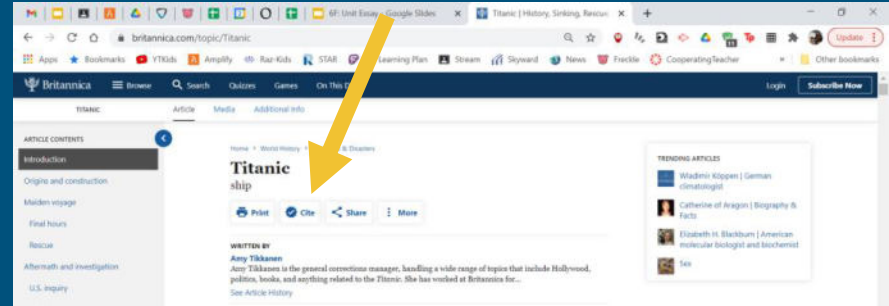 6F: Unit Essay - Google Slides
Titanic | History, Sinking, Rescue,
britannica.com/topic/Titanic
Update
Apps Bookmarks YTKids Amplify Raz-Kids STAR Learning Plan Stream Skyward News Freckle CooperatingTeacher » Other bookmarks
Britannica Browse Search Quizzes Games On This D Login Subscribe Now
TITANIC Article Media Additional Info
ARTICLE CONTENTS
Introduction
Origins and construction
Maiden voyage
Final hours
Rescue
Aftermath and investigation
U.S. inquiry
Home World History & Disasters
Titanic
ship
Print Cite Share More
WRITTEN BY
Amy Tikkanen
Amy Tikkanen is the general corrections manager, handling a wide range of topics that include Hollywood,
politics, books, and anything related to the Titanic. She has worked at Britannica for...
See Article History
TRENDING ARTICLES
Wladimir Köppen | German
climatologist
Catherine of Aragon | Biography &
Facts
Elizabeth H. Blackburn | American
molecular biologist and biochemist
Sex